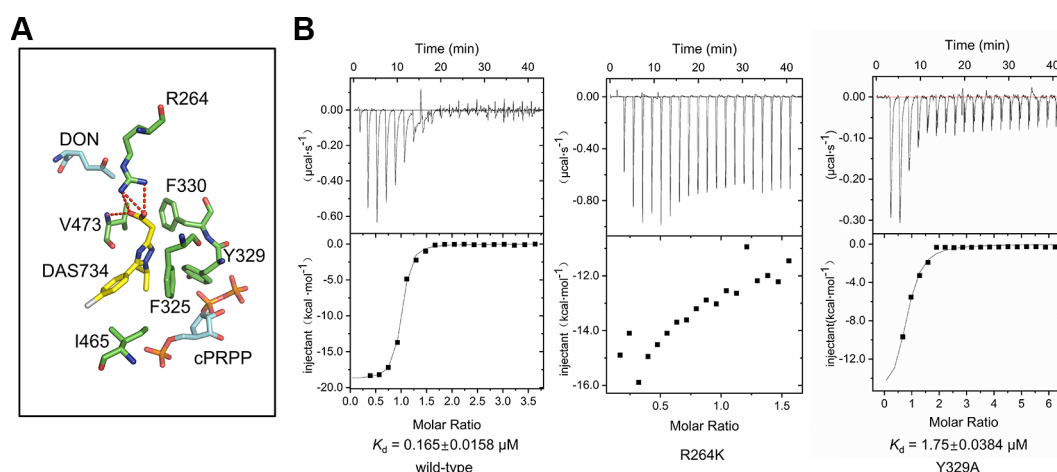 A
R264
DON
F330
V473
Y329
DAS734
F325
I465
cPRPP
B
Time (min)
0 10 20 30 40
0.00
-0.20
-0.40
-0.60
(μcal·s⁻¹)
0.0
-5.0
-10.0
-15.0
-20.0
injectant (kcal·mol⁻¹)
0.0 0.5 1.0 1.5 2.0 2.5 3.0 3.5
Molar Ratio
Kd = 0.165±0.0158 μM
wild-type
Time (min)
0 10 20 30 40
0.00
-0.40
-0.80
(μcal·s⁻¹)
-12.0
-14.0
-16.0
injectant (kcal·mol⁻¹)
0.5 1.0 1.5
Molar Ratio
R264K
Time (min)
0 5 10 15 20 25 30 35 40
0.00
-0.10
-0.20
-0.30
(μcal·s⁻¹)
0.0
-4.0
-8.0
-12.0
injectant(kcal·mol⁻¹)
0 1 2 3 4 5 6
Molar Ratio
Kd = 1.75±0.0384 μM
Y329A